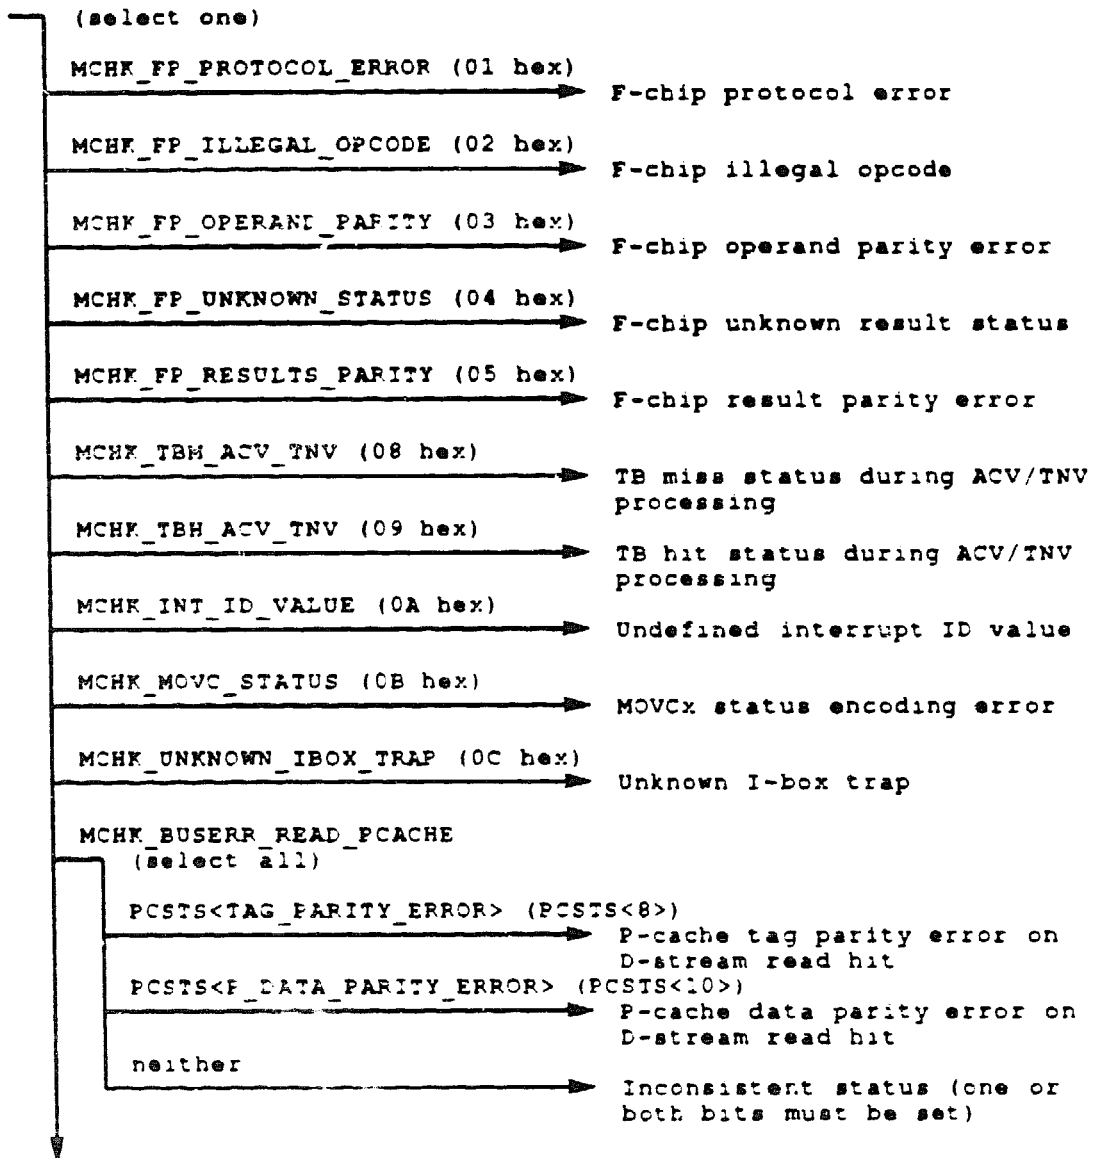 (select one)
MCHK_FP_PROTOCOL_ERROR (01 hex)
F-chip protocol error
MCHK_FP_ILLEGAL_OPCODE (02 hex)
F-chip illegal opcode
MCHK_FP_OPERAND_PARITY (03 hex)
F-chip operand parity error
MCHK_FP_UNKNOWN_STATUS (04 hex)
F-chip unknown result status
MCHK_FP_RESULTS_PARITY (05 hex)
F-chip result parity error
MCHK_TBM_ACV_TNV (08 hex)
TB miss status during ACV/TNV
processing
MCHK_TBH_ACV_TNV (09 hex)
TB hit status during ACV/TNV
processing
MCHK_INT_ID_VALUE (0A hex)
Undefined interrupt ID value
MCHK_MOVC_STATUS (0B hex)
MOVCx status encoding error
MCHK_UNKNOWN_IBOX_TRAP (0C hex)
Unknown I-box trap
MCHK_BUSERR_READ_PCACHE
(select all)
PCSTS<TAG_PARITY_ERROR> (PCSTS<8>)
P-cache tag parity error on
D-stream read hit
PCSTS<P_DATA_PARITY_ERROR> (PCSTS<10>)
P-cache data parity error on
D-stream read hit
neither
Inconsistent status (one or
both bits must be set)